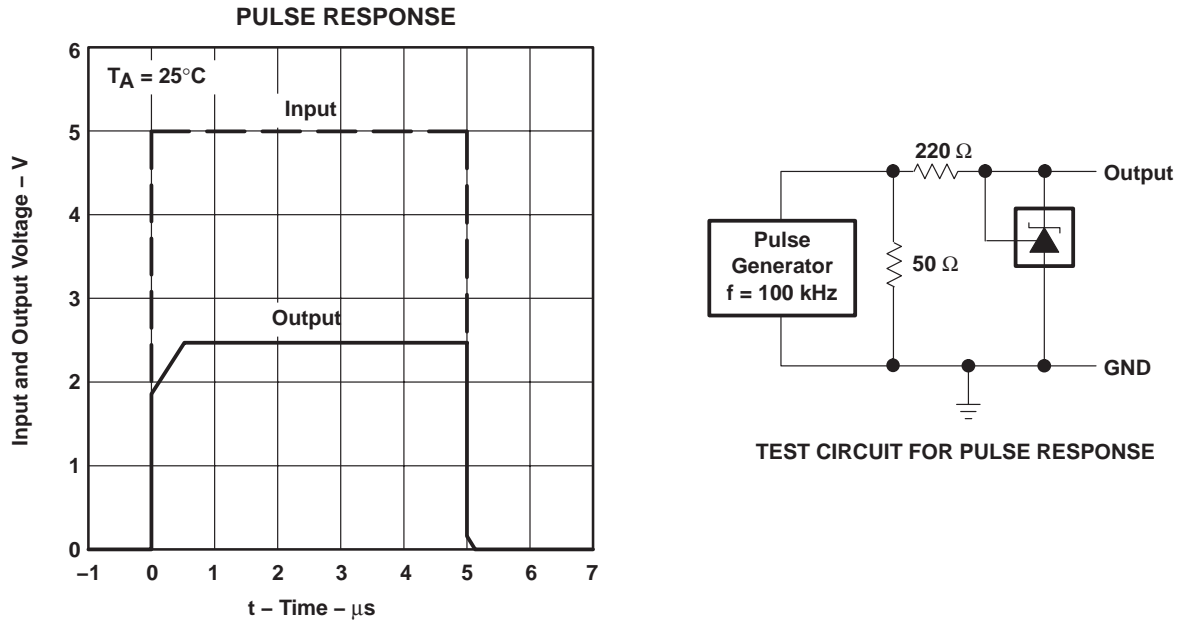 PULSE RESPONSE
Input and Output Voltage – V
6
5
4
3
2
1
0
TA = 25°C
Input
Output
–1 0 1 2 3 4 5 6 7
t – Time – μs
220 Ω
Output
Pulse
Generator
f = 100 kHz
50 Ω
GND
TEST CIRCUIT FOR PULSE RESPONSE